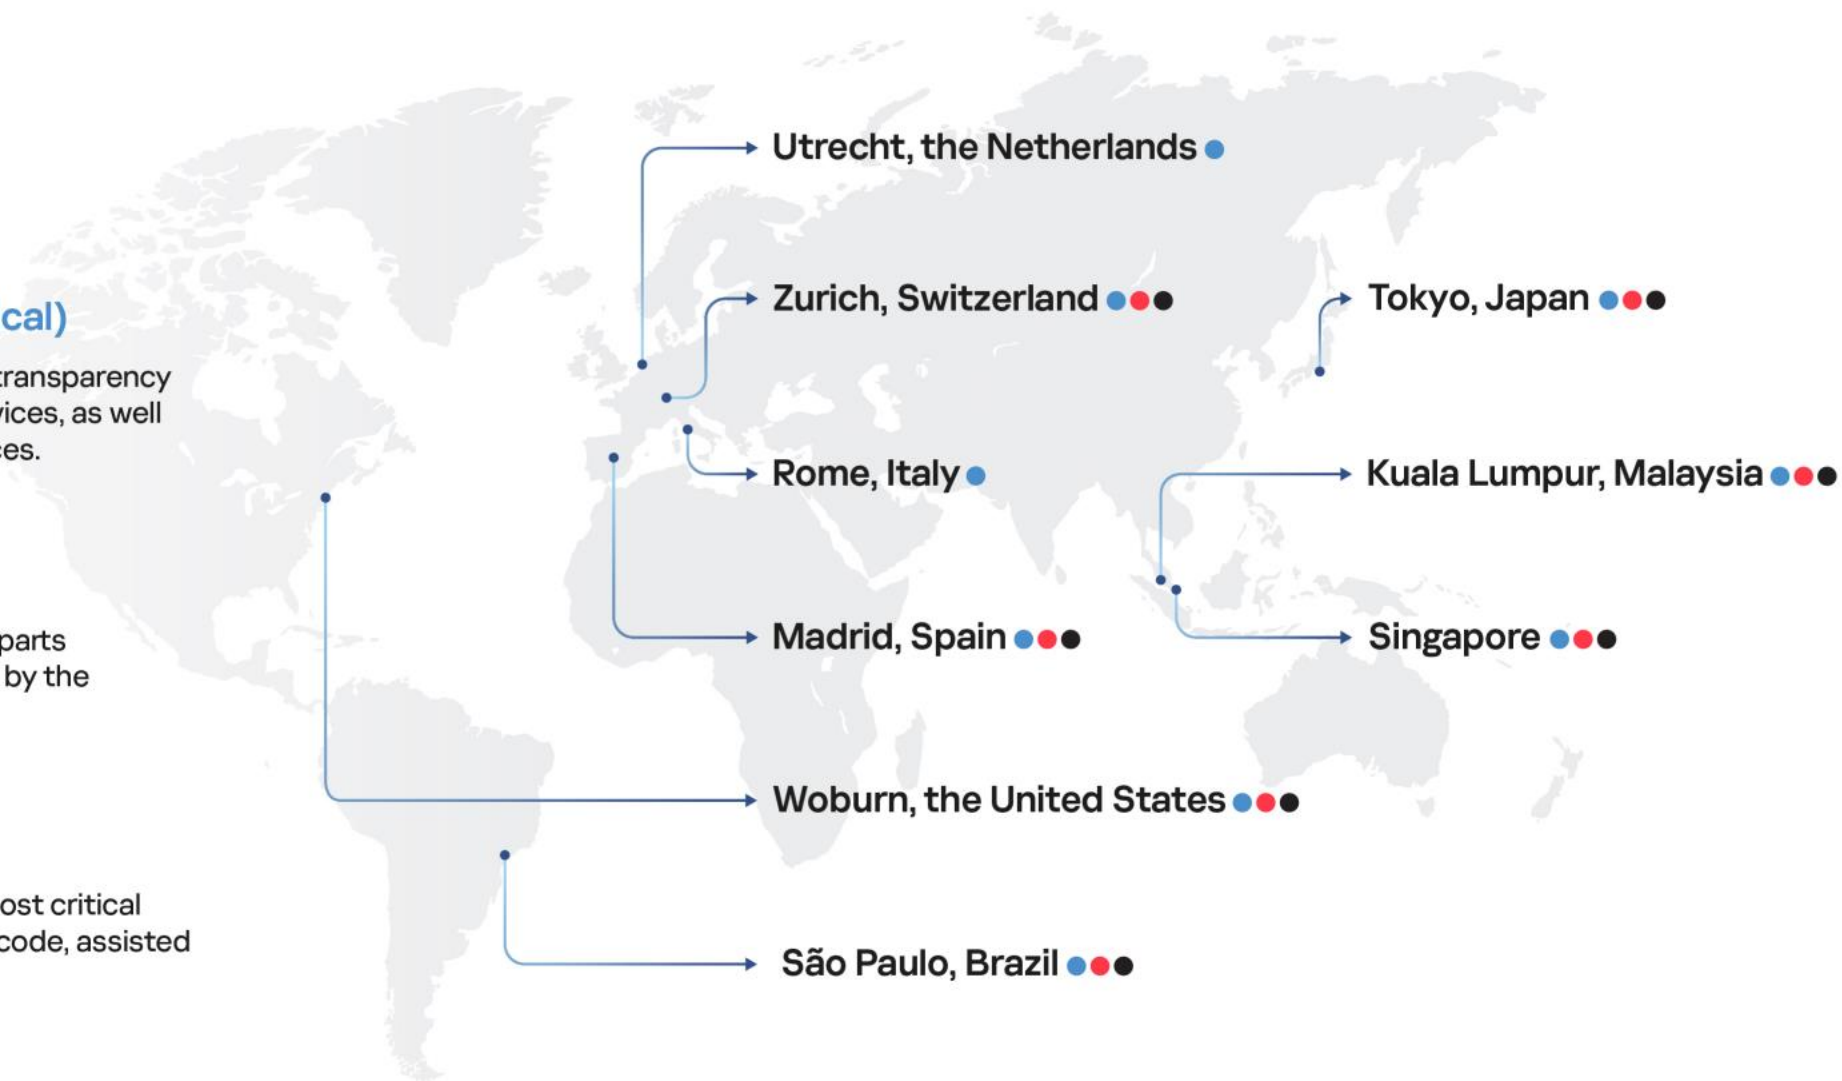 cal)
transparency
vices, as well
ces.
parts
by the
ost critical
code, assisted
Utrecht, the Netherlands
Zurich, Switzerland
Rome, Italy
Madrid, Spain
Woburn, the United States
São Paulo, Brazil
Tokyo, Japan
Kuala Lumpur, Malaysia
Singapore